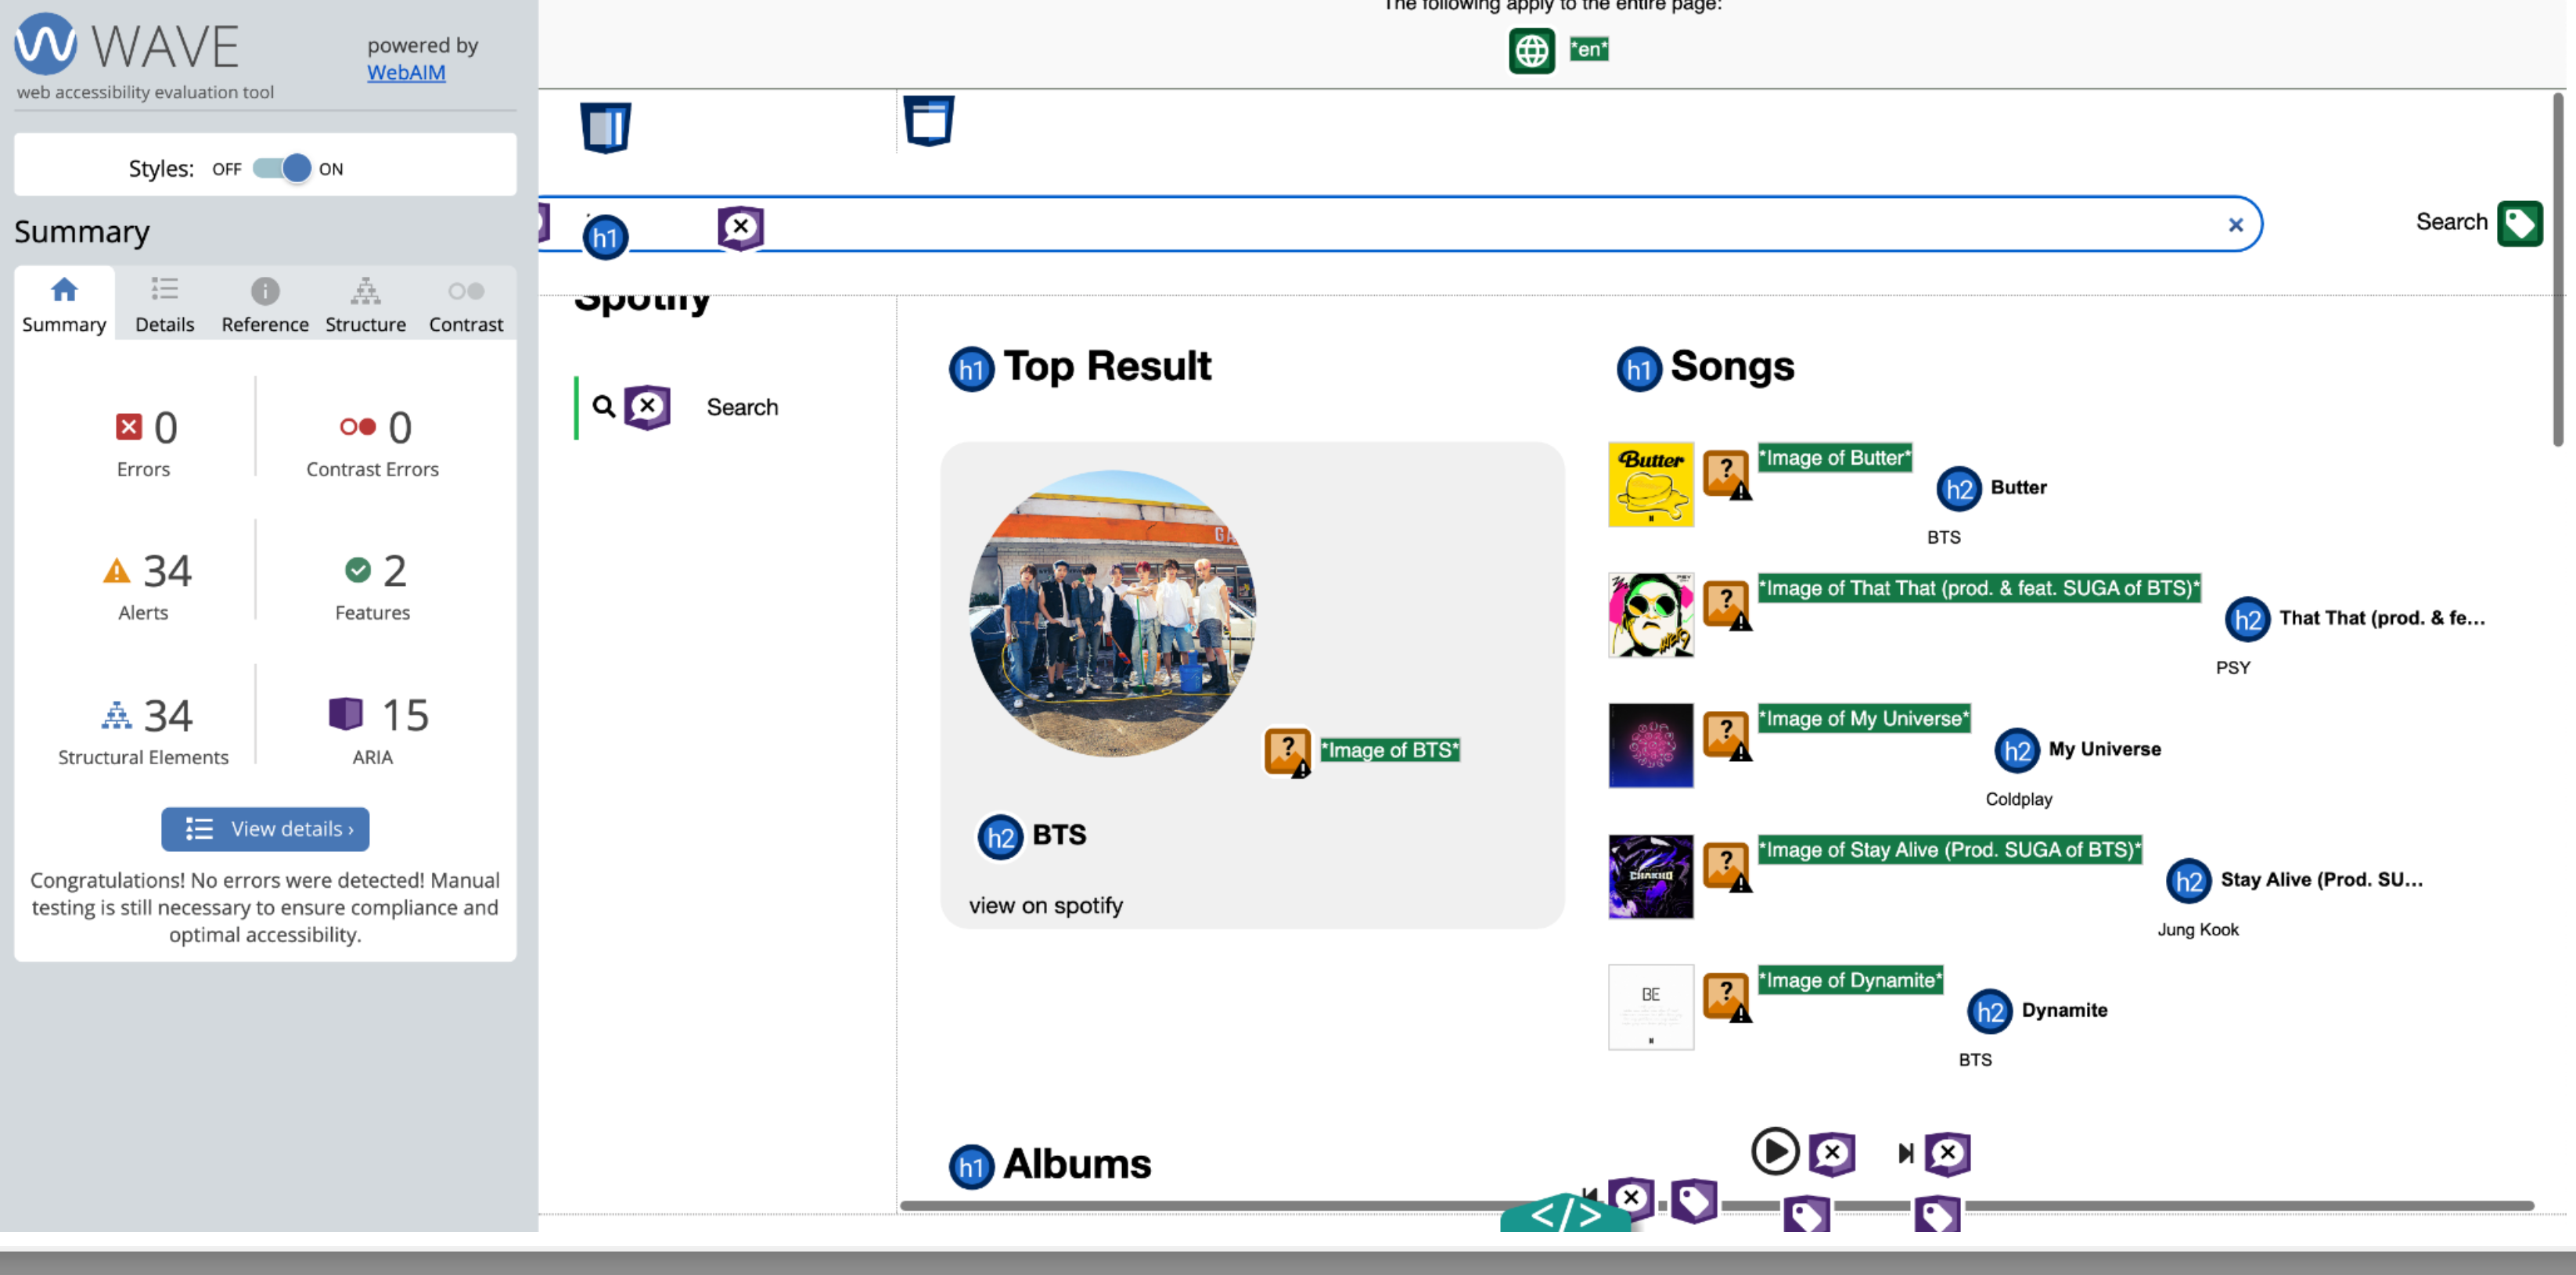 WAVE
powered by
WebAIM
web accessibility evaluation tool
Styles: OFF ON
Summary
Summary
Details
Reference
Structure
Contrast
0
Errors
0
Contrast Errors
34
Alerts
2
Features
34
Structural Elements
15
ARIA
View details ›
Congratulations! No errors were detected! Manual
testing is still necessary to ensure compliance and
optimal accessibility.
The following apply to the entire page:
*en*
h1
Search
Spotify
Search
h1 Top Result
GA
*Image of BTS*
h2 BTS
view on spotify
h1 Songs
Butter
*Image of Butter*
h2 Butter
BTS
*Image of That That (prod. & feat. SUGA of BTS)*
h2 That That (prod. & fe...
PSY
*Image of My Universe*
h2 My Universe
Coldplay
CHAKHO
*Image of Stay Alive (Prod. SUGA of BTS)*
h2 Stay Alive (Prod. SU...
Jung Kook
BE
*Image of Dynamite*
h2 Dynamite
BTS
h1 Albums
</>